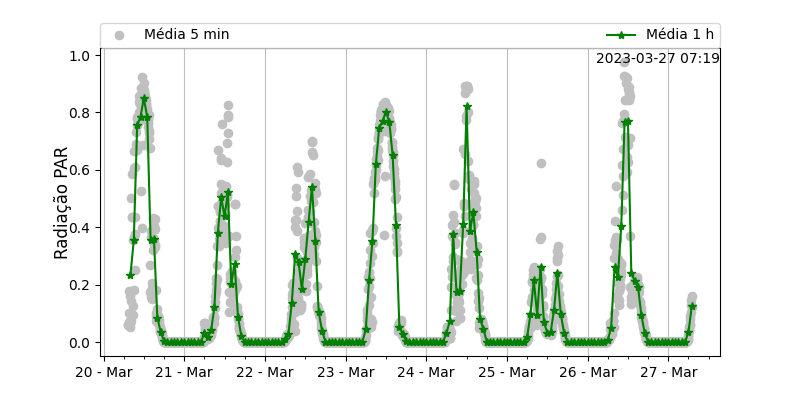 Média 5 min
Média 1 h
2023-03-27 07:19
Radiação PAR
1.0
0.8
0.6
0.4
0.2
0.0
20 - Mar
21 - Mar
22 - Mar
23 - Mar
24 - Mar
25 - Mar
26 - Mar
27 - Mar